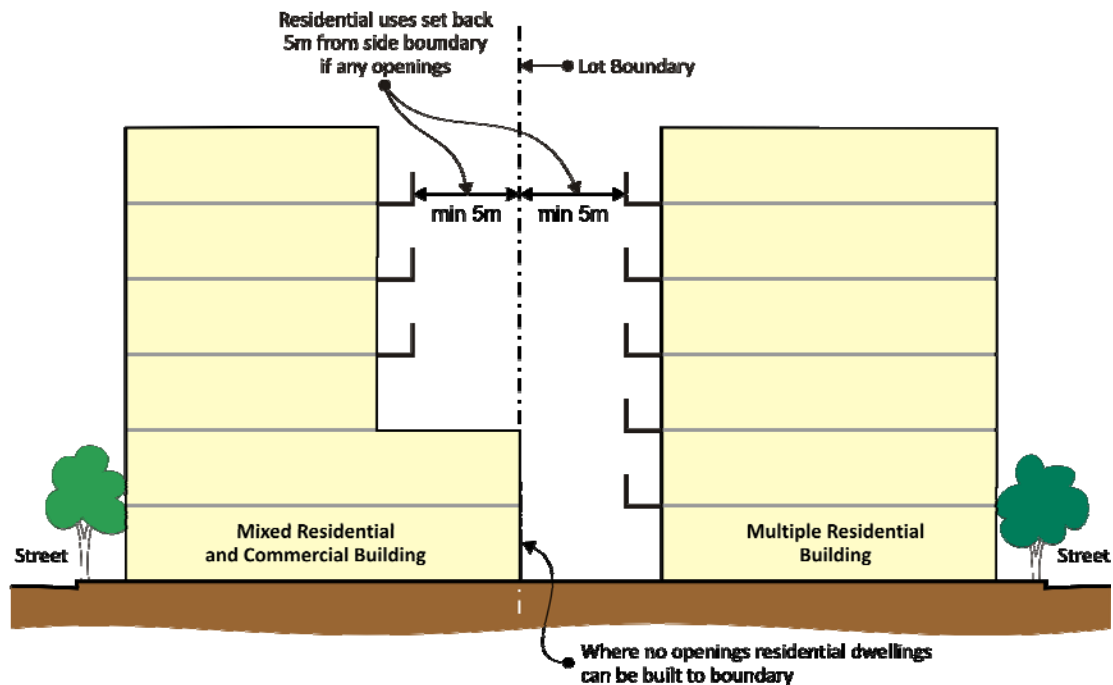 Residential uses set back
5m from side boundary
if any openings
Lot Boundary
min 5m
min 5m
Mixed Residential
and Commercial Building
Multiple Residential
Building
Street
Street
Where no openings residential dwellings
can be built to boundary